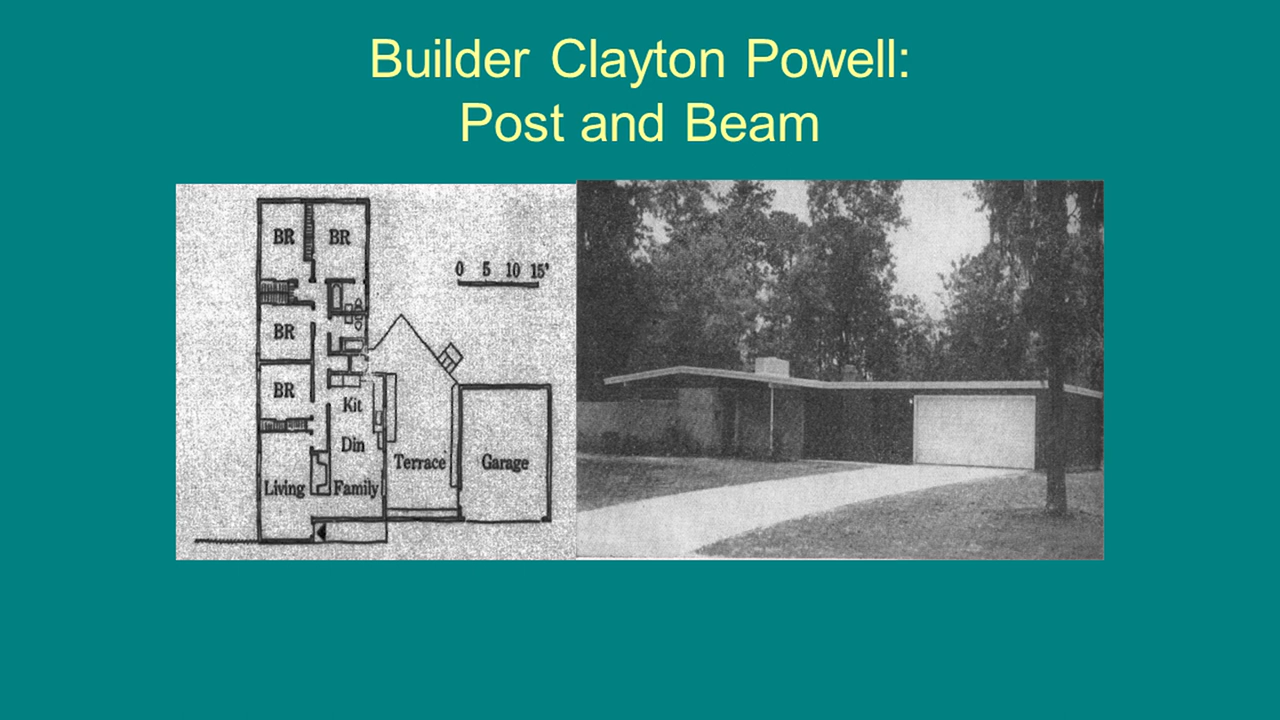 Builder Clayton Powell:
Post and Beam
BR BR
0 5 10 15'
BR
BR
Kit
Din
Terrace Garage
Living Family